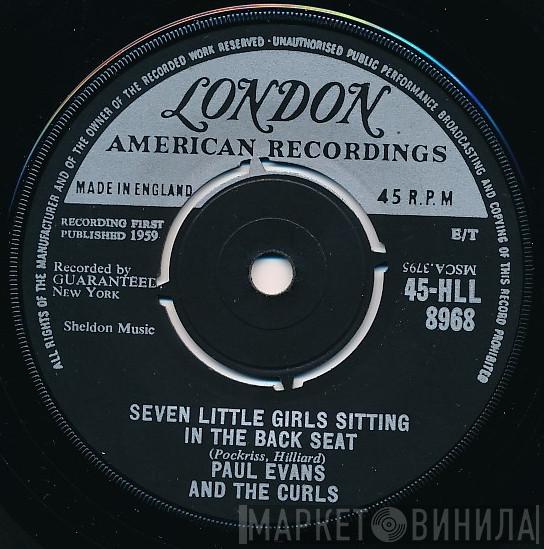 ALL RIGHTS OF THE MANUFACTURER AND OF THE OWNER OF THE RECORDED WORK RESERVED · UNAUTHORISED PUBLIC PERFORMANCE BROADCASTING AND COPYING OF THIS RECORD PROHIBITED
LONDON
AMERICAN RECORDINGS
MADE IN ENGLAND
45 R.P.M
RECORDING FIRST
PUBLISHED 1959
E/T
Recorded by
GUARANTEED
NEW YORK
MSCA.3795
45-HLL
8968
Sheldon Music
SEVEN LITTLE GIRLS SITTING
IN THE BACK SEAT
(Pockriss, Hilliard)
PAUL EVANS
AND THE CURLS
МАРКЕТ ВИНИЛА